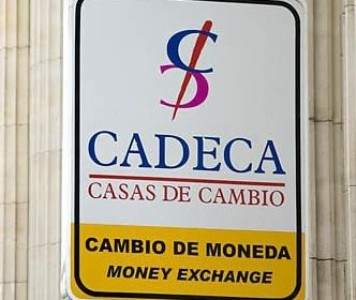 CADECA
CASAS DE CAMBIO
CAMBIO DE MONEDA
MONEY EXCHANGE